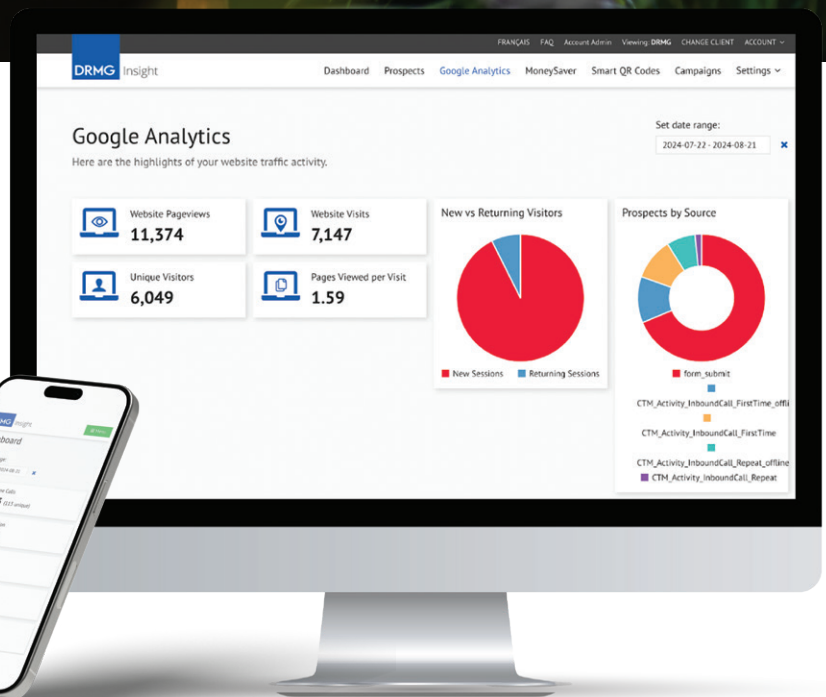 FRANÇAIS FAQ Account Admin Viewing: DRMG CHANGE CLIENT ACCOUNT
DRMG Insight
Dashboard Prospects Google Analytics MoneySaver Smart QR Codes Campaigns Settings
Google Analytics
Here are the highlights of your website traffic activity.
Set date range:
2024-07-22 - 2024-08-21
Website Pageviews
11,374
Website Visits
7,147
Unique Visitors
6,049
Pages Viewed per Visit
1.59
New vs Returning Visitors
New Sessions Returning Sessions
Prospects by Source
form_submit
CTM_Activity_InboundCall_FirstTime_offli
CTM_Activity_InboundCall_FirstTime
CTM_Activity_InboundCall_Repeat_offline
CTM_Activity_InboundCall_Repeat
Insight